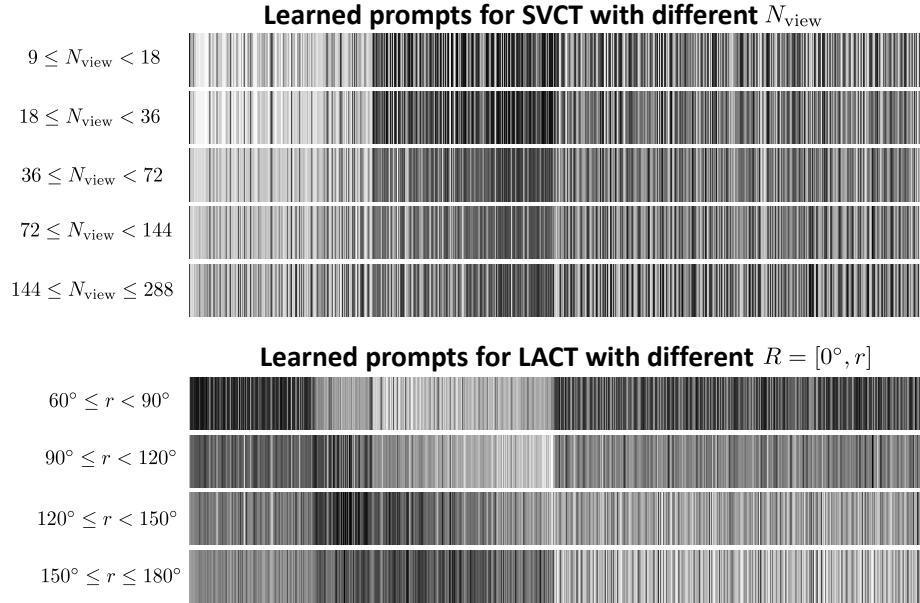 Learned prompts for SVCT with different N_view
9 ≤ N_view < 18
18 ≤ N_view < 36
36 ≤ N_view < 72
72 ≤ N_view < 144
144 ≤ N_view ≤ 288
Learned prompts for LACT with different R = [0°, r]
60° ≤ r < 90°
90° ≤ r < 120°
120° ≤ r < 150°
150° ≤ r ≤ 180°